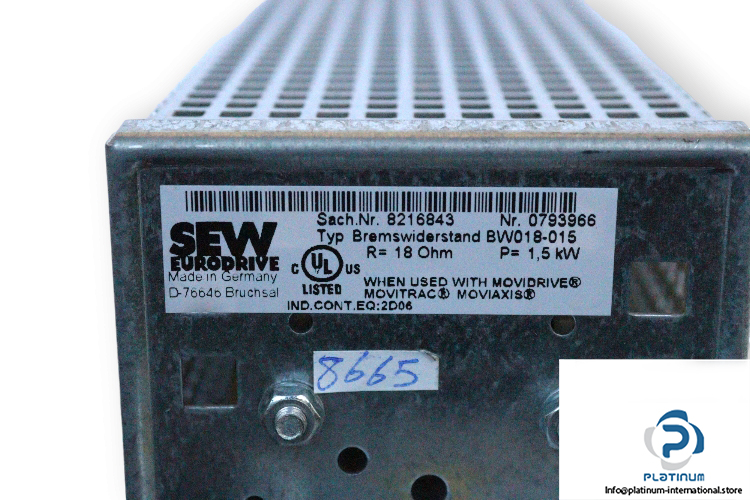 Sach.Nr. 8216843 Nr. 0793966
SEW
EURODRIVE
Typ Bremswiderstand BW018-015
R= 18 Ohm P= 1,5 kW
Made in Germany
D-76646 Bruchsal
C UL US
LISTED
IND.CONT.EQ:2D06
WHEN USED WITH MOVIDRIVE®
MOVITRAC® MOVIAXIS®
8665
PLATINUM
Info@platinum-international.store